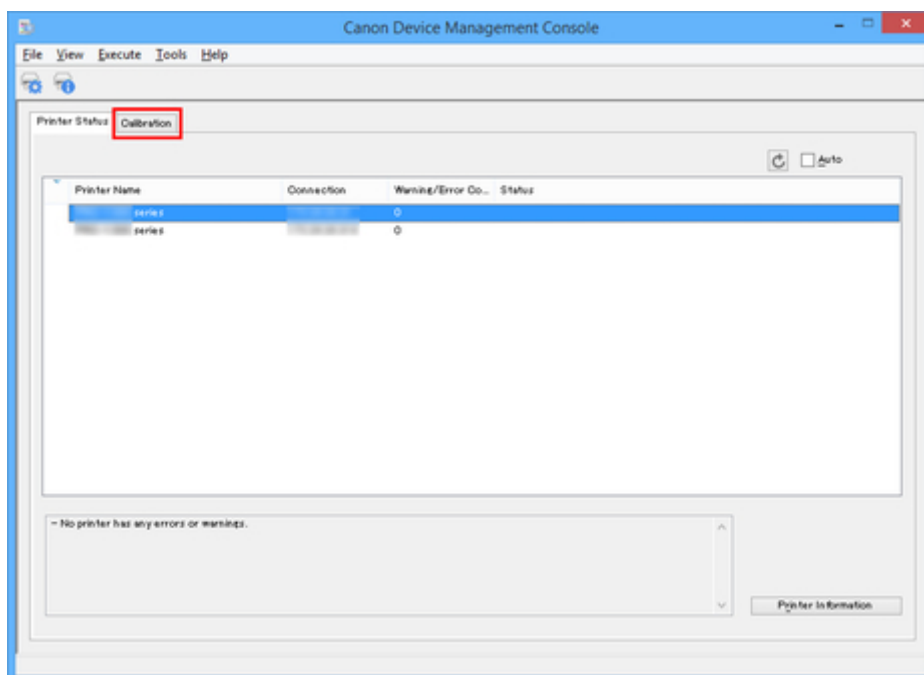 Canon Device Management Console
File View Execute Tools Help
Printer Status Calibration
Auto
Printer Name Connection Warning/Error Co... Status
series 0
series 0
- No printer has any errors or warnings.
Printer Information